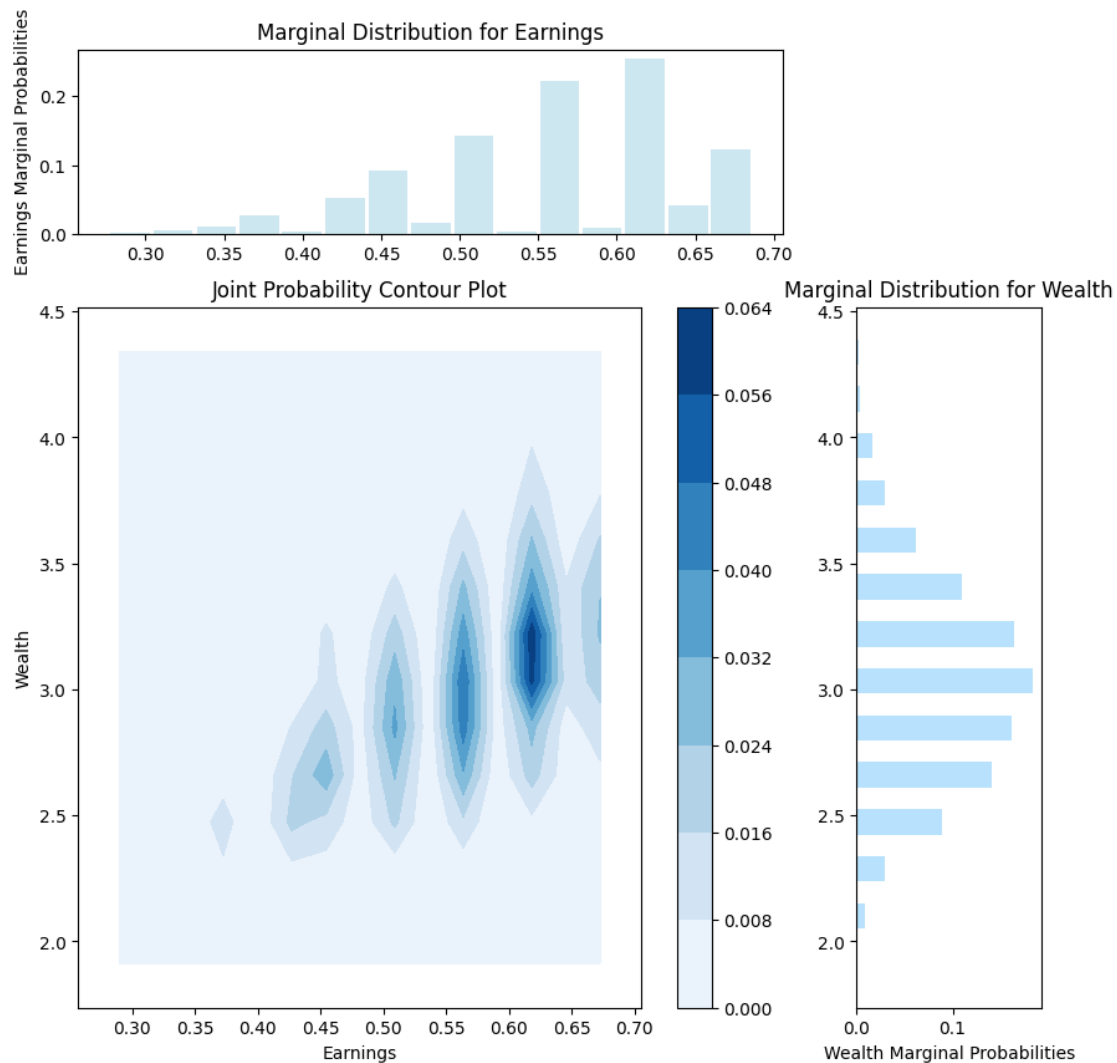 Marginal Distribution for Earnings
Earnings Marginal Probabilities
0.2
0.1
0.0
0.30 0.35 0.40 0.45 0.50 0.55 0.60 0.65 0.70
Joint Probability Contour Plot
Wealth
4.5
4.0
3.5
3.0
2.5
2.0
0.30 0.35 0.40 0.45 0.50 0.55 0.60 0.65 0.70
Earnings
0.064
0.056
0.048
0.040
0.032
0.024
0.016
0.008
0.000
Marginal Distribution for Wealth
4.5
4.0
3.5
3.0
2.5
2.0
0.0 0.1
Wealth Marginal Probabilities